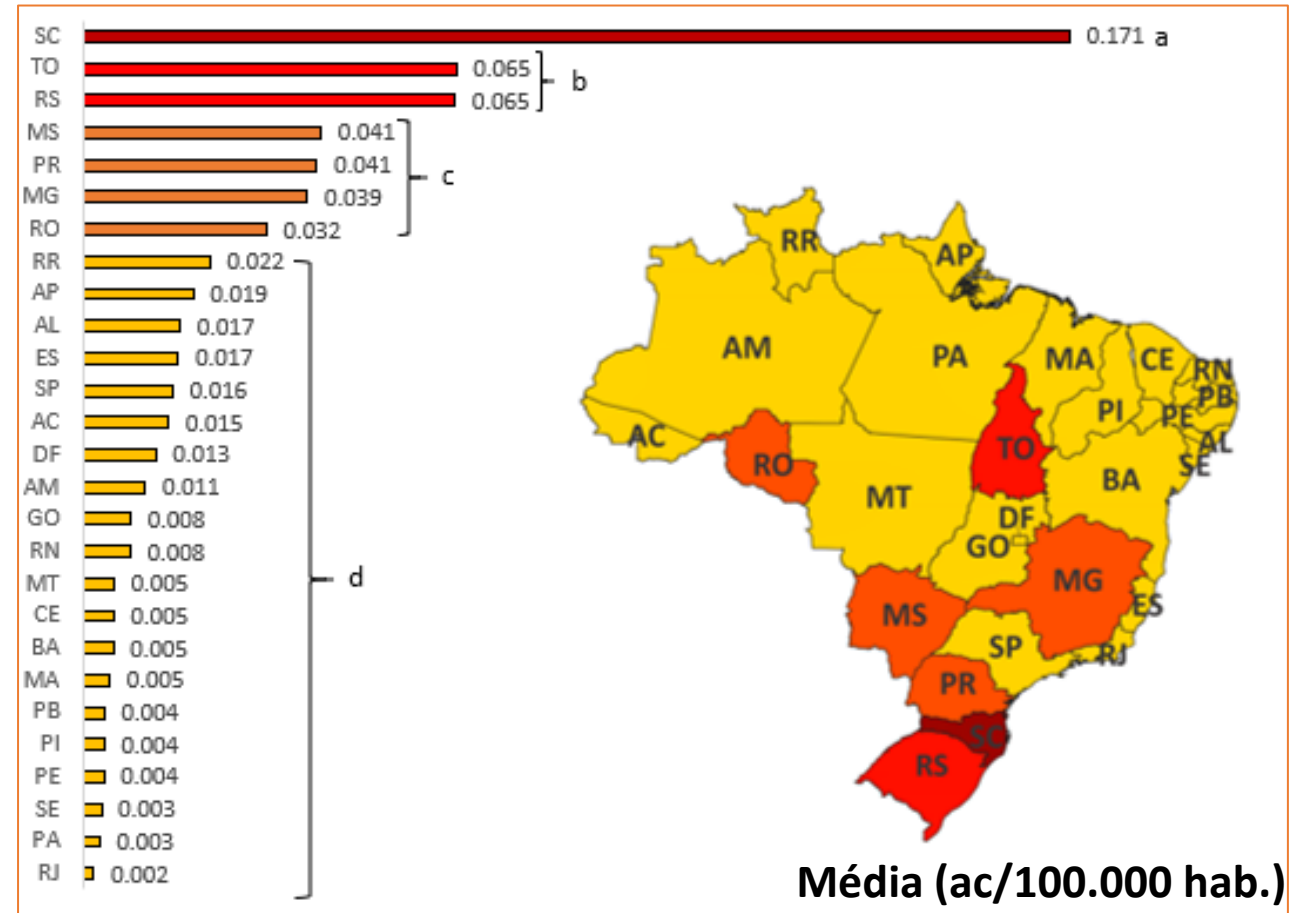 SC 0.171 a
TO 0.065
b
RS 0.065
MS 0.041
PR 0.041
c
MG 0.039
RO 0.032
RR 0.022
AP 0.019
AL 0.017
ES 0.017
SP 0.016
AC 0.015
DF 0.013
AM 0.011
GO 0.008
RN 0.008
d
MT 0.005
CE 0.005
BA 0.005
MA 0.005
PB 0.004
PI 0.004
PE 0.004
SE 0.003
PA 0.003
RJ 0.002
RR
AP
AM
PA
MA
CE
RN
PB
PI
PE
AC
AL
RO
TO
SE
BA
MT
DF
GO
MG
ES
MS
SP
RJ
PR
SC
RS
Média (ac/100.000 hab.)